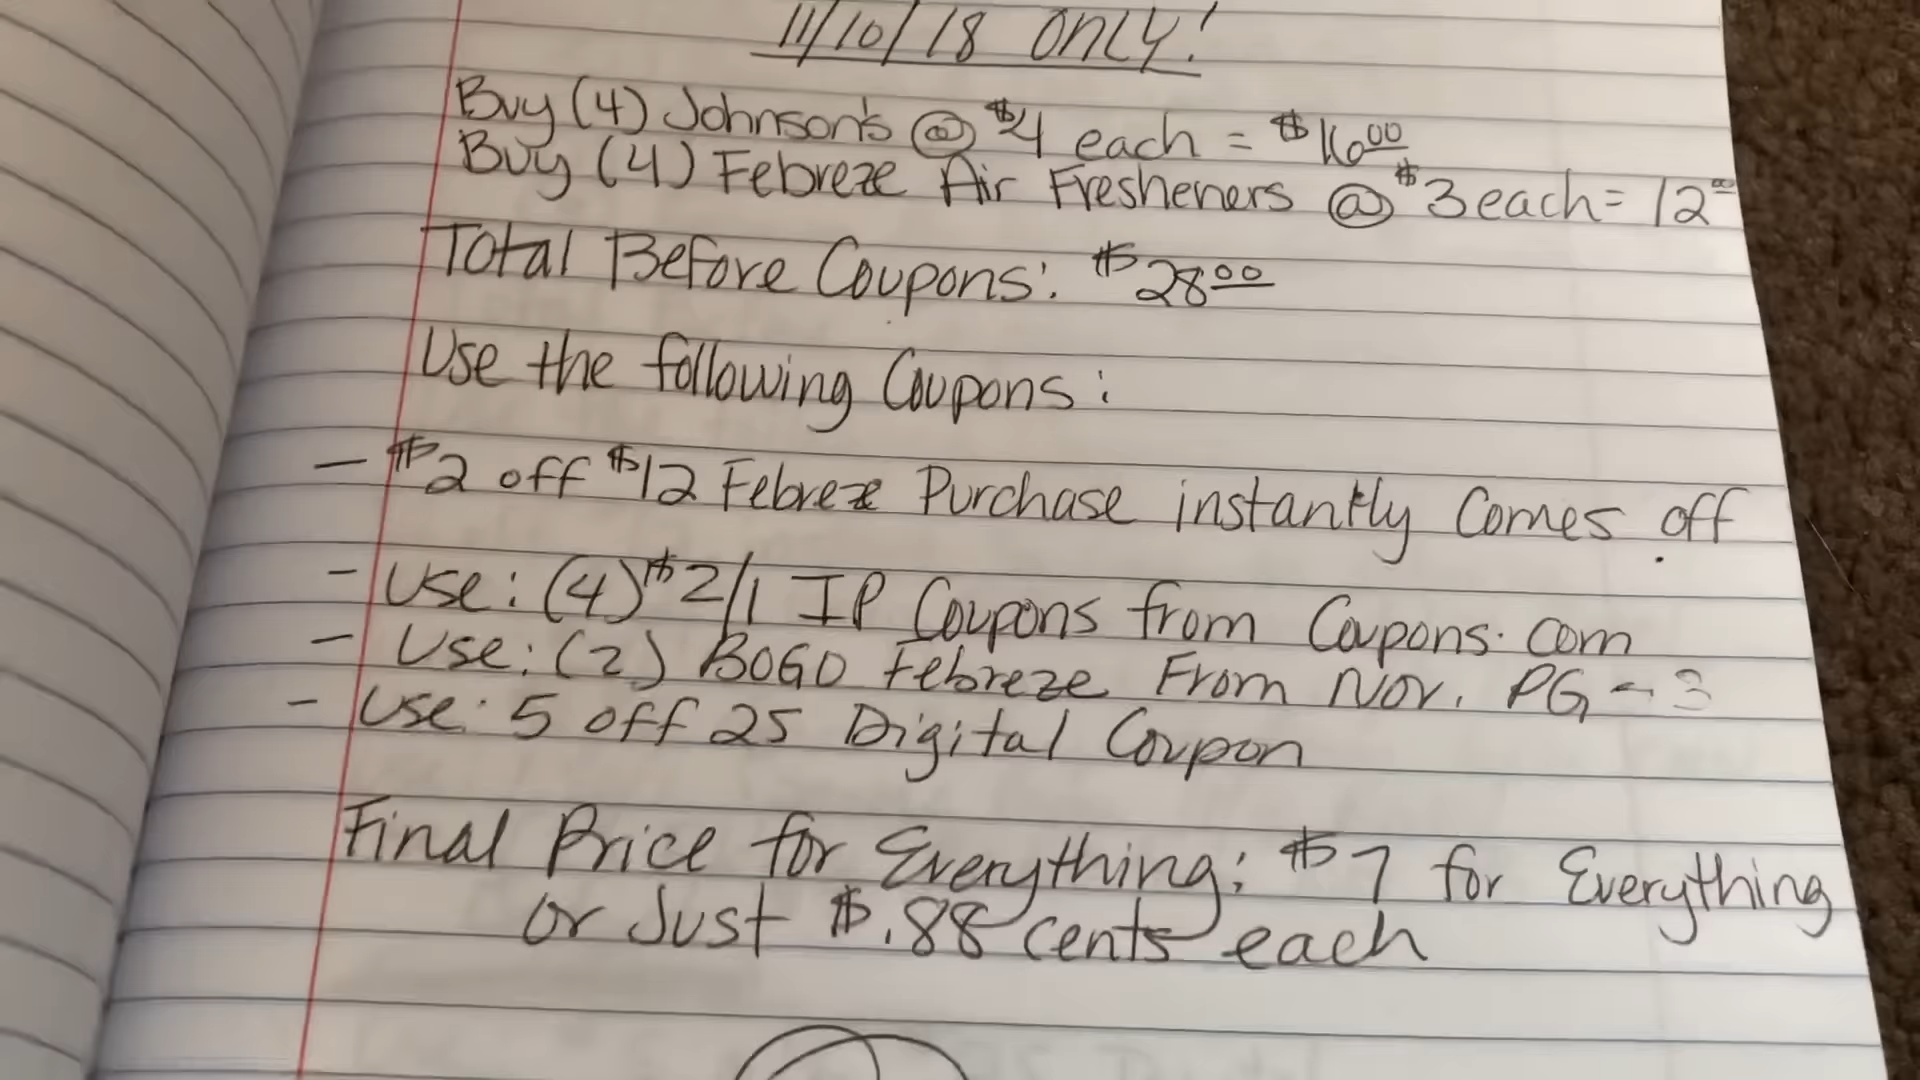 11/10/18 ONLY!
Buy (4) Johnson's @ $4 each = $16.00
Buy (4) Febreze Air Fresheners @ $3 each = 12.00
Total Before Coupons: $28.00
Use the following Coupons:
- $2 off $12 Febreze Purchase instantly Comes off
- Use: (4) $2/1 IP Coupons from Coupons.com
- Use: (2) BOGO Febreze From Nov. PG - 3
- Use: 5 off 25 Digital Coupon
Final Price for Everything: $7 for Everything
or Just $.88 cents each